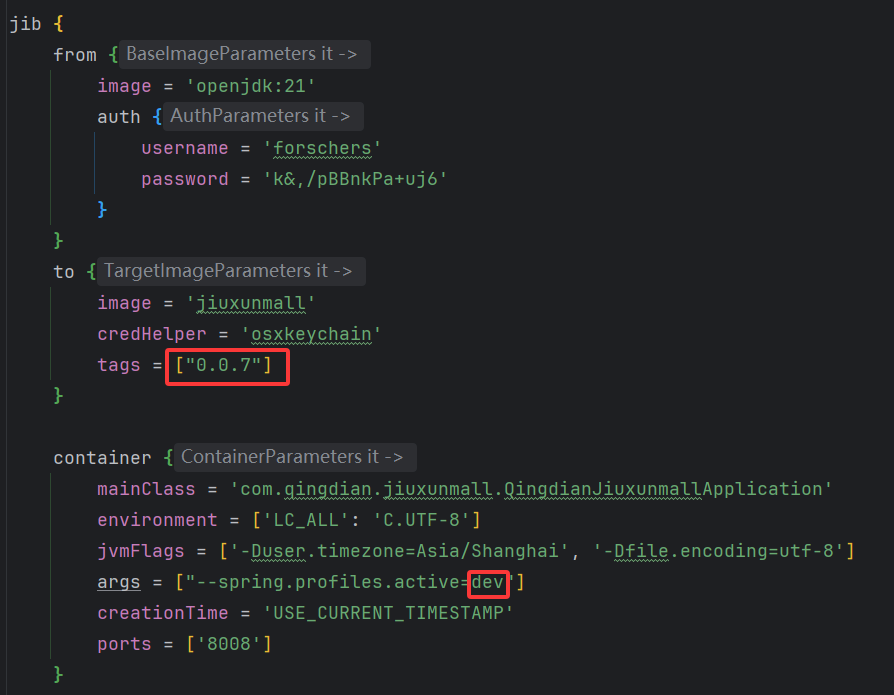 jib {
from { BaseImageParameters it ->
image = 'openjdk:21'
auth { AuthParameters it ->
username = 'forschers'
password = 'k&,/pBBnkPa+uj6'
}
}
to { TargetImageParameters it ->
image = 'jiuxunmall'
credHelper = 'osxkeychain'
tags = ["0.0.7"]
}
container { ContainerParameters it ->
mainClass = 'com.qingdian.jiuxunmall.QingdianJiuxunmallApplication'
environment = ['LC_ALL': 'C.UTF-8']
jvmFlags = ['-Duser.timezone=Asia/Shanghai', '-Dfile.encoding=utf-8']
args = ["--spring.profiles.active=dev"]
creationTime = 'USE_CURRENT_TIMESTAMP'
ports = ['8008']
}